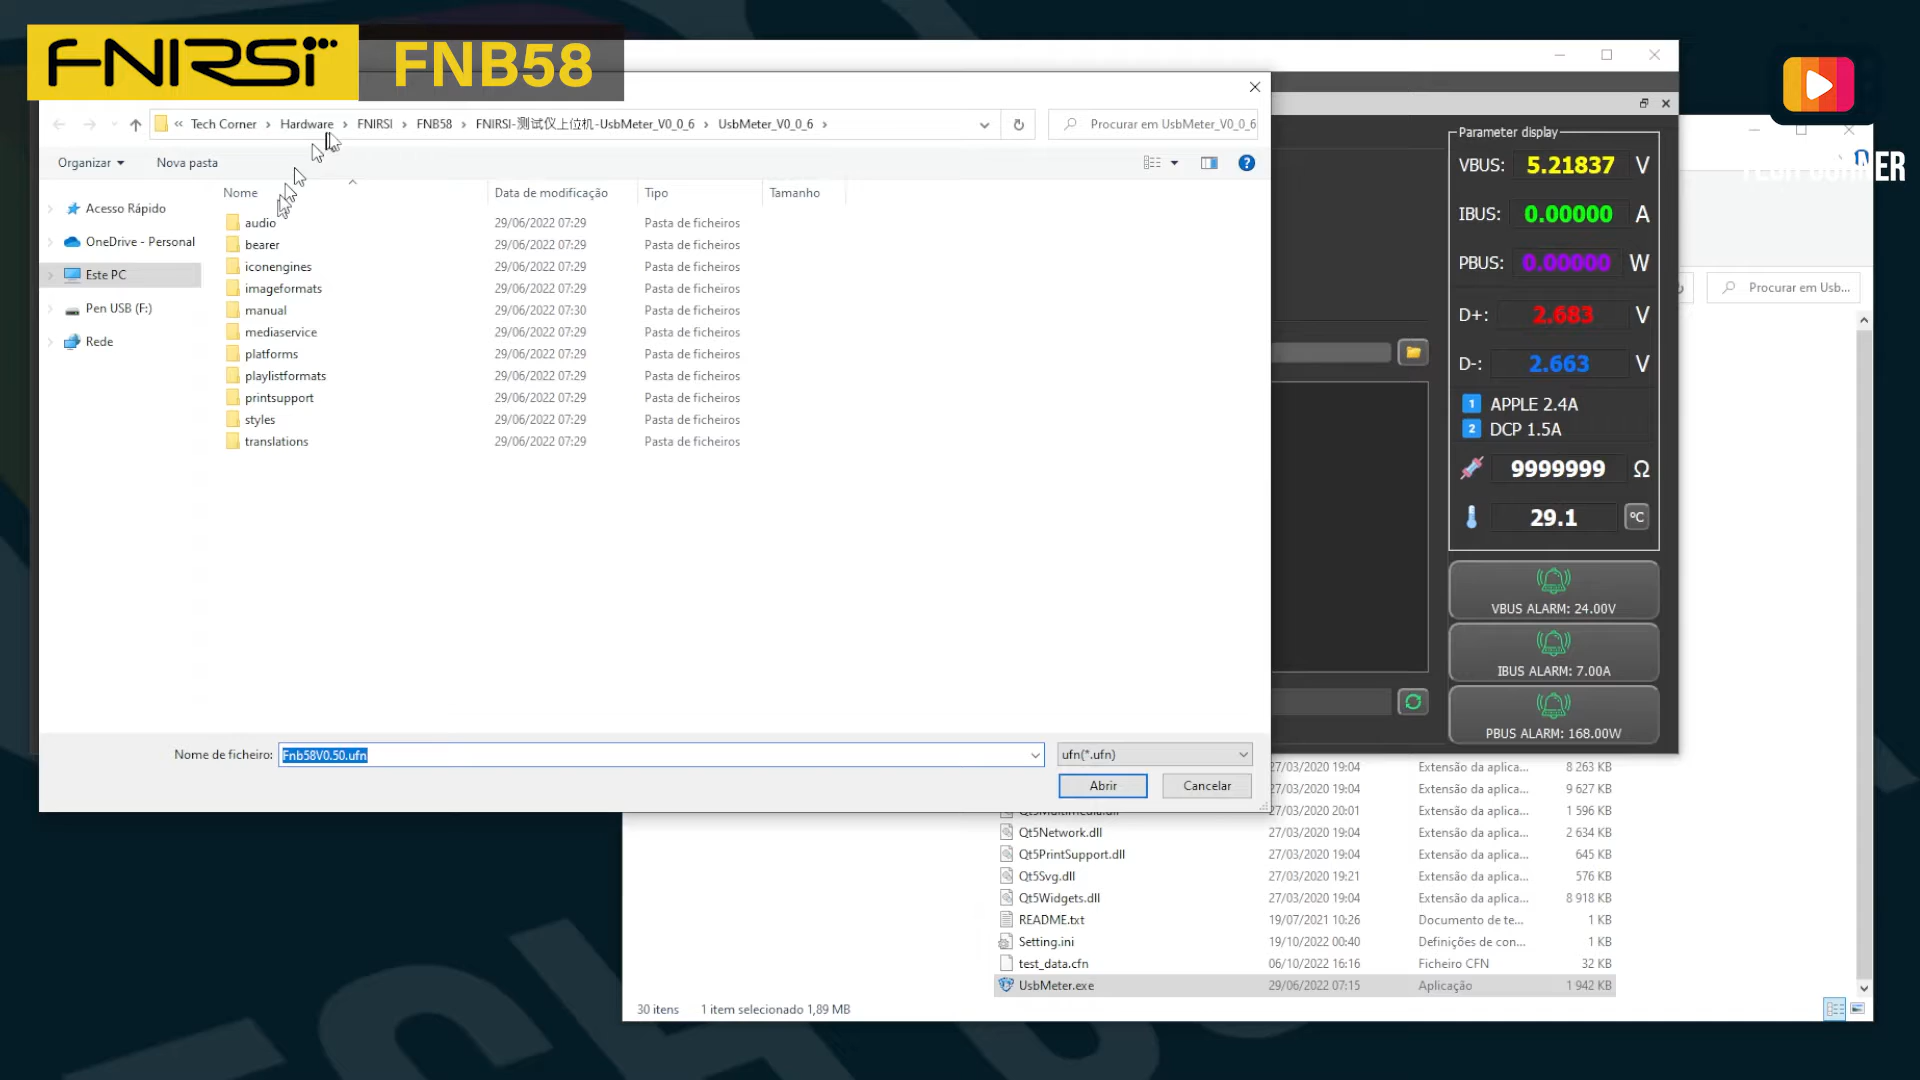 FNIRSI FNB58
« Tech Corner › Hardware › FNIRSI › FNB58 › FNIRSI-测试仪上位机-UsbMeter_V0_0_6 › UsbMeter_V0_0_6 ›
Procurar em UsbMeter_V0_0_6
Organizar
Nova pasta
Nome Data de modificação Tipo Tamanho
Acesso Rápido
OneDrive - Personal
Este PC
Pen USB (F:)
Rede
audio 29/06/2022 07:29 Pasta de ficheiros
bearer 29/06/2022 07:29 Pasta de ficheiros
iconengines 29/06/2022 07:29 Pasta de ficheiros
imageformats 29/06/2022 07:29 Pasta de ficheiros
manual 29/06/2022 07:30 Pasta de ficheiros
mediaservice 29/06/2022 07:29 Pasta de ficheiros
platforms 29/06/2022 07:29 Pasta de ficheiros
playlistformats 29/06/2022 07:29 Pasta de ficheiros
printsupport 29/06/2022 07:29 Pasta de ficheiros
styles 29/06/2022 07:29 Pasta de ficheiros
translations 29/06/2022 07:29 Pasta de ficheiros
Nome de ficheiro: Fnb58V0.50.ufn
ufn(*.ufn)
Abrir Cancelar
Parameter display
VBUS: 5.21837 V
IBUS: 0.00000 A
PBUS: 0.00000 W
D+: 2.683 V
D-: 2.663 V
1 APPLE 2.4A
2 DCP 1.5A
9999999 Ω
29.1 °C
VBUS ALARM: 24.00V
IBUS ALARM: 7.00A
PBUS ALARM: 168.00W
Procurar em Usb...
27/03/2020 19:04 Extensão da aplica... 8 263 KB
27/03/2020 19:04 Extensão da aplica... 9 627 KB
27/03/2020 20:01 Extensão da aplica... 1 596 KB
Qt5Network.dll 27/03/2020 19:04 Extensão da aplica... 2 634 KB
Qt5PrintSupport.dll 27/03/2020 19:04 Extensão da aplica... 645 KB
Qt5Svg.dll 27/03/2020 19:21 Extensão da aplica... 576 KB
Qt5Widgets.dll 27/03/2020 19:04 Extensão da aplica... 8 918 KB
README.txt 19/07/2021 10:26 Documento de te... 1 KB
Setting.ini 19/10/2022 00:40 Definições de con... 1 KB
test_data.cfn 06/10/2022 16:16 Ficheiro CFN 32 KB
UsbMeter.exe 29/06/2022 07:15 Aplicação 1 942 KB
30 itens 1 item selecionado 1,89 MB